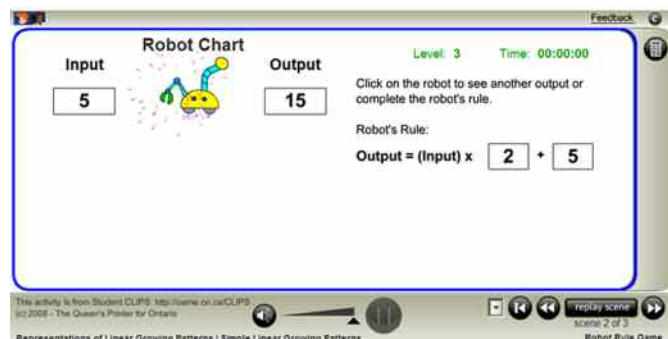 Feedback
G
Robot Chart
Input
Output
5
15
Level: 3
Time: 00:00:00
Click on the robot to see another output or
complete the robot's rule.
Robot's Rule:
Output = (Input) x 2 + 5
This activity is from Student CLIPS http://oame.on.ca/CLIPS
(c) 2008 - The Queen's Printer for Ontario
replay scene
scene 2 of 3
Representations of Linear Growing Patterns | Simple Linear Growing Patterns
Robot Rule Game